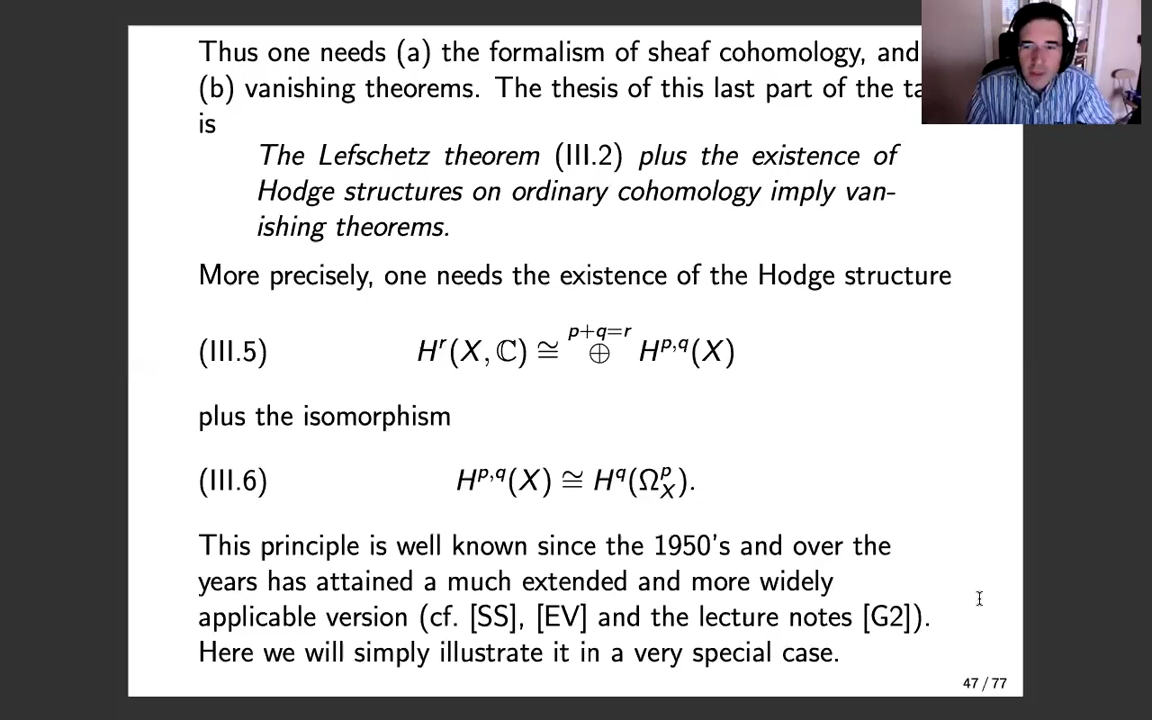 Thus one needs (a) the formalism of sheaf cohomology, and
(b) vanishing theorems. The thesis of this last part of the
is
The Lefschetz theorem (III.2) plus the existence of
Hodge structures on ordinary cohomology imply van-
ishing theorems.
More precisely, one needs the existence of the Hodge structure
(III.5) Hʳ(X, ℂ) ≅ ⊕^{p+q=r} H^{p,q}(X)
plus the isomorphism
(III.6) H^{p,q}(X) ≅ H^q(Ω^p_X).
This principle is well known since the 1950's and over the
years has attained a much extended and more widely
applicable version (cf. [SS], [EV] and the lecture notes [G2]).
Here we will simply illustrate it in a very special case.
47 / 77